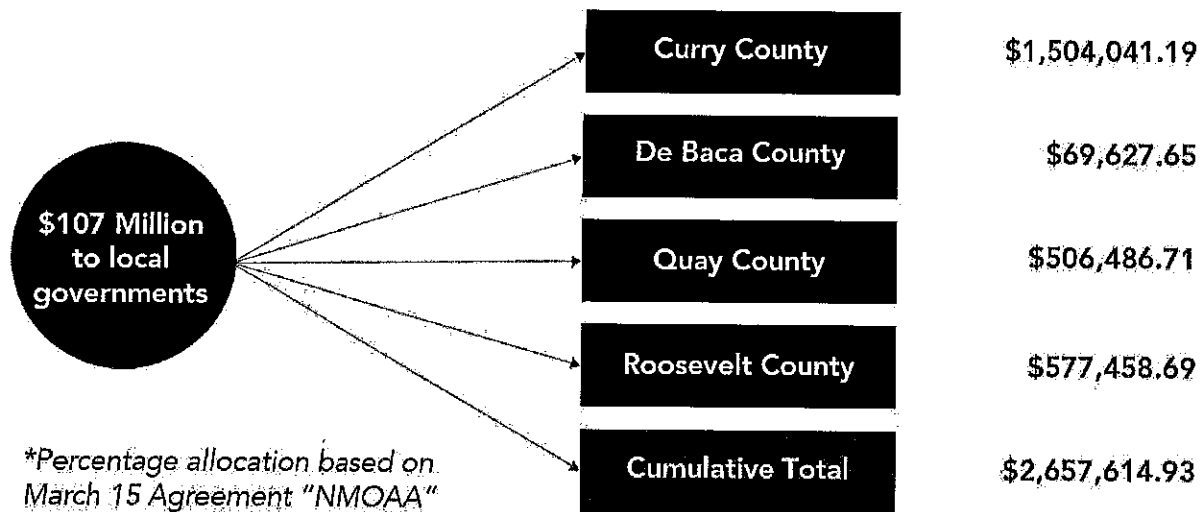 $107 Million
to local
governments
Curry County $1,504,041.19
De Baca County $69,627.65
Quay County $506,486.71
Roosevelt County $577,458.69
Cumulative Total $2,657,614.93
*Percentage allocation based on
March 15 Agreement "NMOAA"